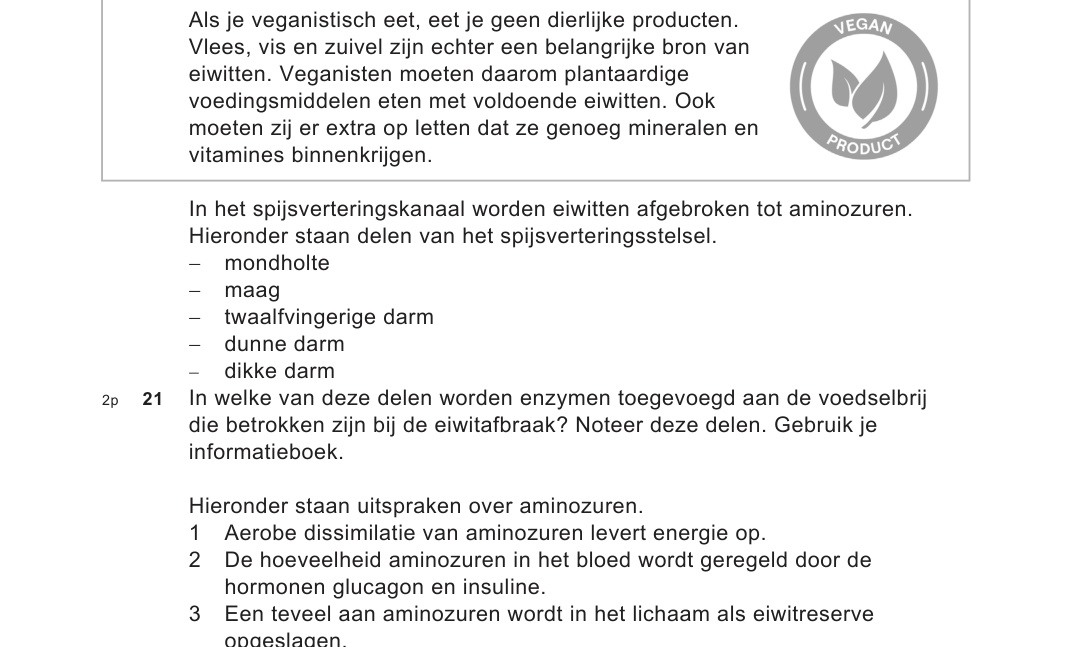 Als je veganistisch eet, eet je geen dierlijke producten.
Vlees, vis en zuivel zijn echter een belangrijke bron van
eiwitten. Veganisten moeten daarom plantaardige
voedingsmiddelen eten met voldoende eiwitten. Ook
moeten zij er extra op letten dat ze genoeg mineralen en
vitamines binnenkrijgen.
VEGAN
PRODUCT
In het spijsverteringskanaal worden eiwitten afgebroken tot aminozuren.
Hieronder staan delen van het spijsverteringsstelsel.
– mondholte
– maag
– twaalfvingerige darm
– dunne darm
– dikke darm
2p 21 In welke van deze delen worden enzymen toegevoegd aan de voedselbrij
die betrokken zijn bij de eiwitafbraak? Noteer deze delen. Gebruik je
informatieboek.
Hieronder staan uitspraken over aminozuren.
1 Aerobe dissimilatie van aminozuren levert energie op.
2 De hoeveelheid aminozuren in het bloed wordt geregeld door de
hormonen glucagon en insuline.
3 Een teveel aan aminozuren wordt in het lichaam als eiwitreserve
opgeslagen.